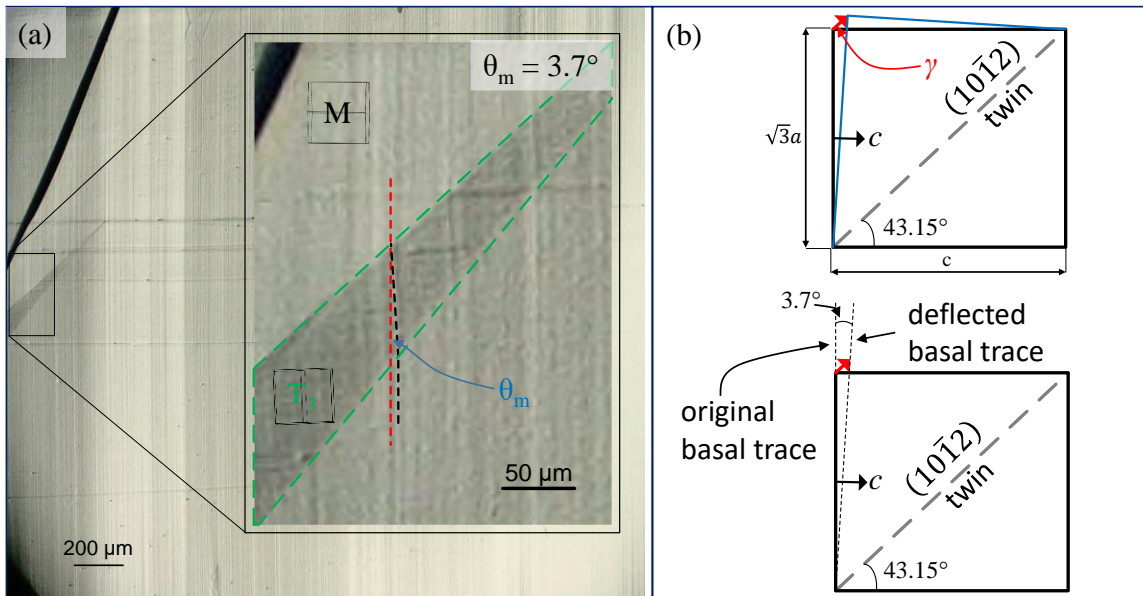 (a)
M
θₘ = 3.7°
T₃
θₘ
50 µm
200 µm
(b)
γ
√3a
c
(101̄2)
twin
43.15°
c
3.7°
deflected
basal trace
original
basal trace
c
(101̄2)
twin
43.15°